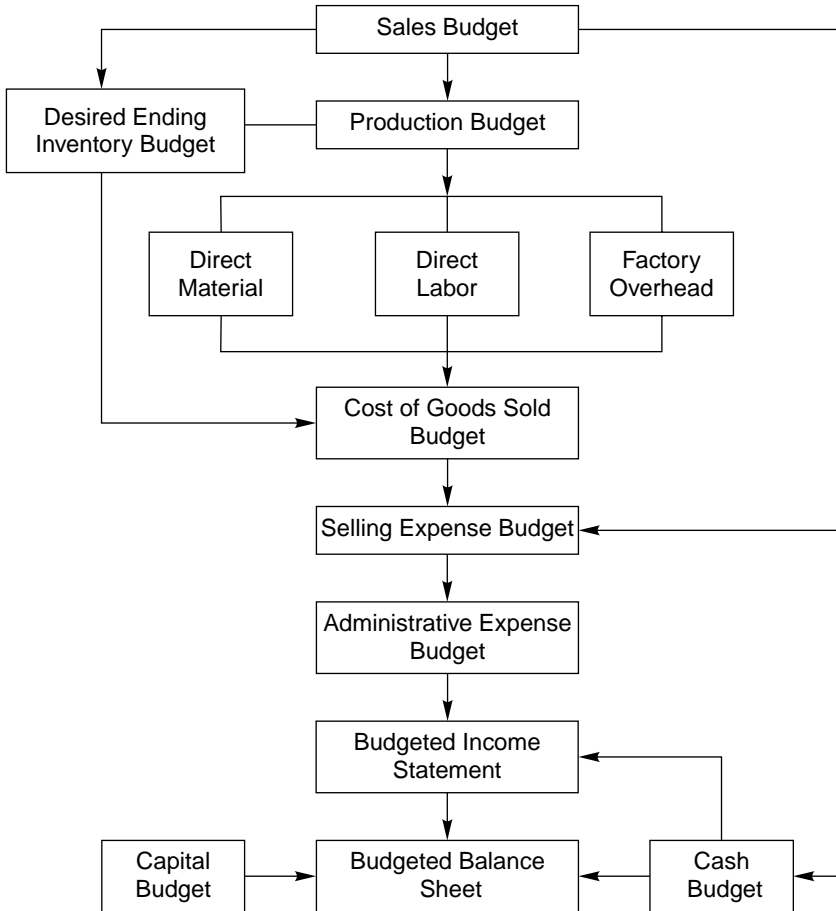 Sales Budget
Desired Ending
Inventory Budget
Production Budget
Direct
Material
Direct
Labor
Factory
Overhead
Cost of Goods Sold
Budget
Selling Expense Budget
Administrative Expense
Budget
Budgeted Income
Statement
Capital
Budget
Budgeted Balance
Sheet
Cash
Budget